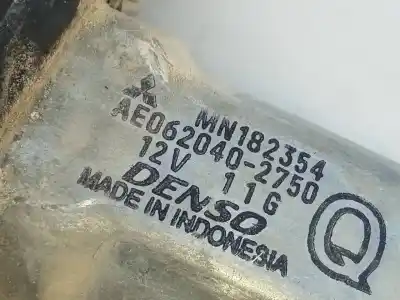 MN182354
AE062040-2750
12V 11G
DENSO
MADE IN INDONESIA
Q